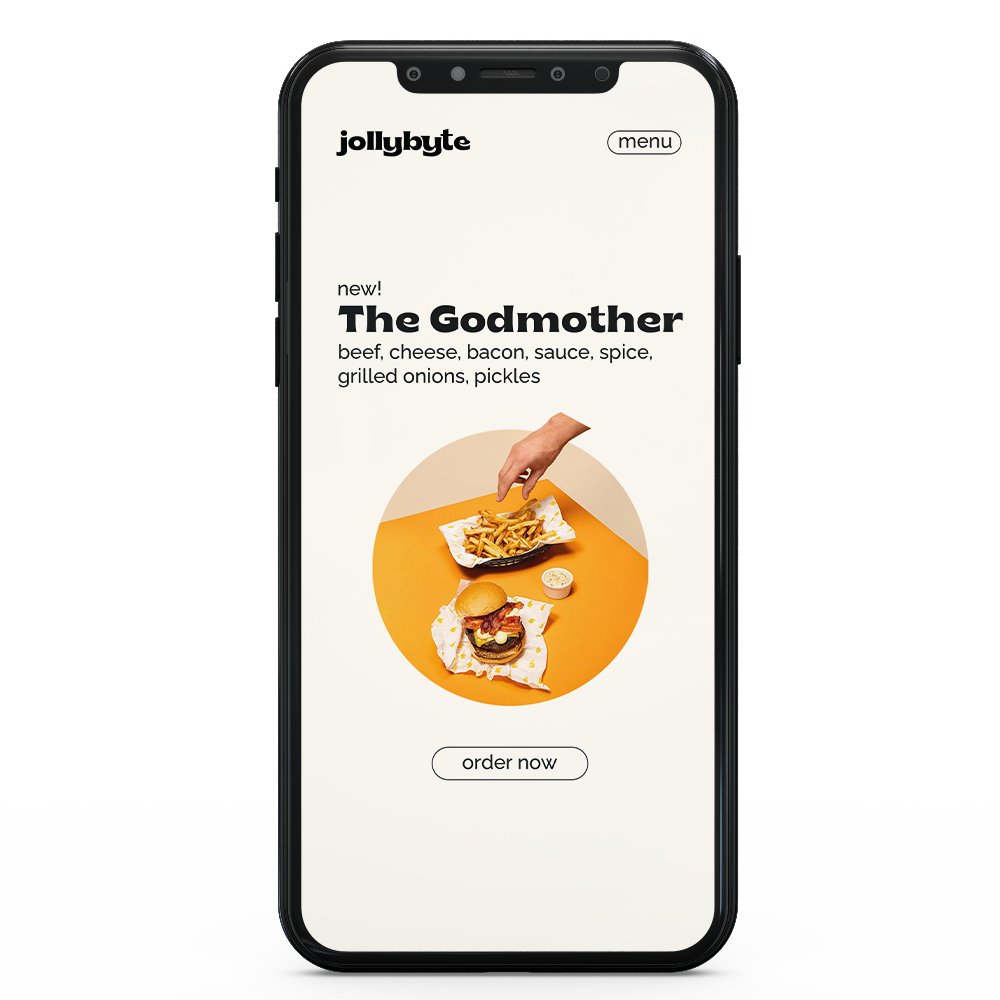 jollybyte
menu
new!
The Godmother
beef, cheese, bacon, sauce, spice,
grilled onions, pickles
order now